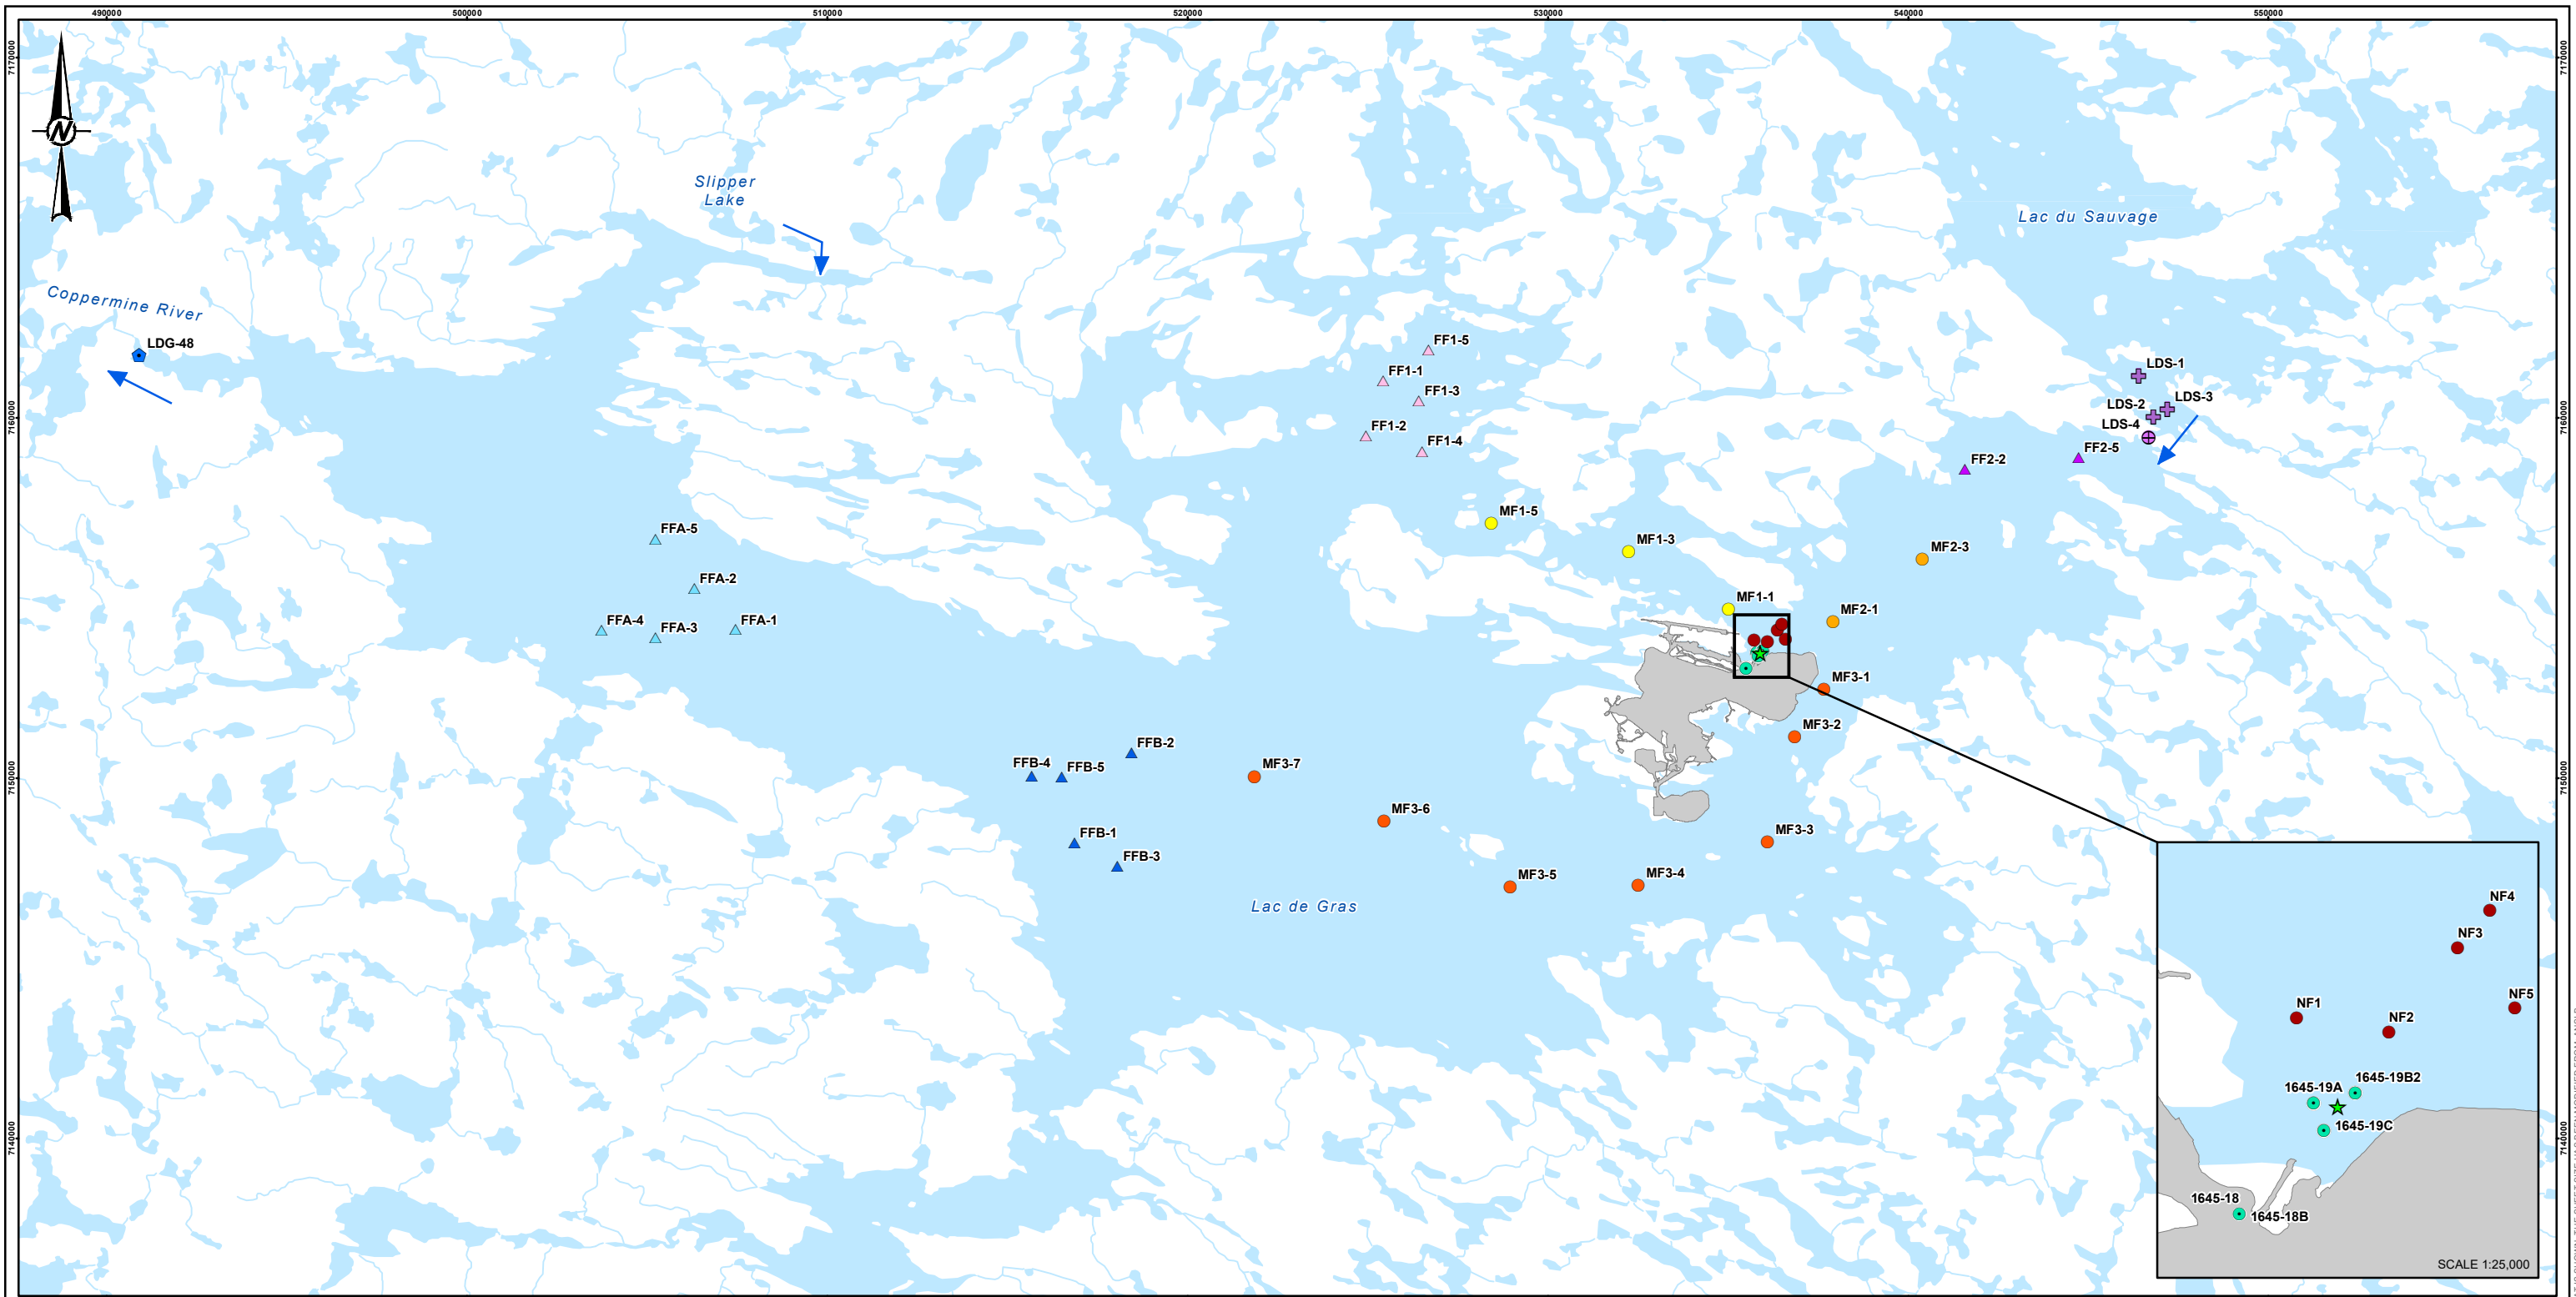 490000
500000
510000
520000
530000
540000
550000
7170000
7170000
N
Slipper
Lake
Lac du Sauvage
Coppermine River
LDG-48
FF1-5
FF1-1
FF1-3
FF1-2
FF1-4
LDS-1
LDS-3
LDS-2
LDS-4
7160000
7160000
FF2-5
FF2-2
MF1-5
MF1-3
MF2-3
FFA-5
FFA-2
MF1-1
MF2-1
FFA-4
FFA-3
FFA-1
MF3-1
MF3-2
FFB-2
FFB-4
FFB-5
MF3-7
7150000
7150000
MF3-6
FFB-1
MF3-3
FFB-3
MF3-5
MF3-4
Lac de Gras
NF4
NF3
NF5
NF1
NF2
1645-19B2
1645-19A
1645-19C
7140000
7140000
1645-18
1645-18B
SCALE 1:25,000